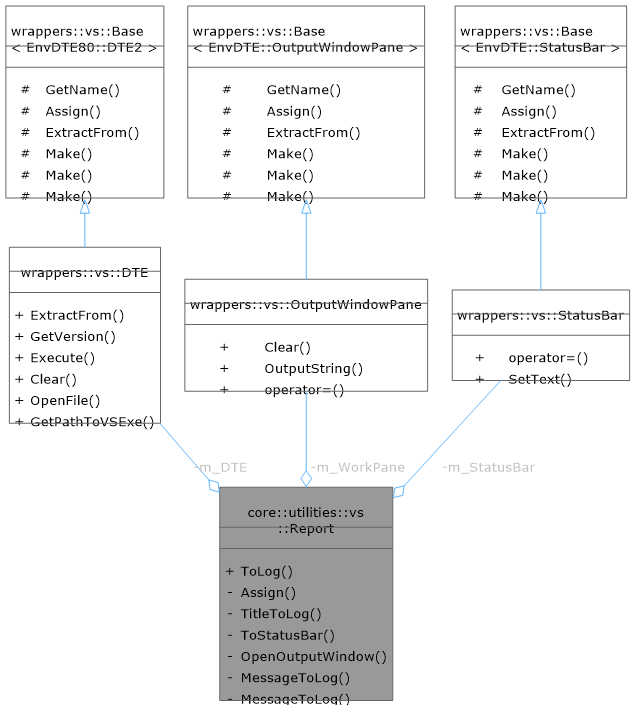 wrappers::vs::Base
< EnvDTE80::DTE2 >
# GetName()
# Assign()
# ExtractFrom()
# Make()
# Make()
# Make()
wrappers::vs::Base
< EnvDTE::OutputWindowPane >
# GetName()
# Assign()
# ExtractFrom()
# Make()
# Make()
# Make()
wrappers::vs::Base
< EnvDTE::StatusBar >
# GetName()
# Assign()
# ExtractFrom()
# Make()
# Make()
# Make()
wrappers::vs::DTE
+ ExtractFrom()
+ GetVersion()
+ Execute()
+ Clear()
+ OpenFile()
+ GetPathToVSExe()
wrappers::vs::OutputWindowPane
+ Clear()
+ OutputString()
+ operator=()
wrappers::vs::StatusBar
+ operator=()
+ SetText()
-m_DTE
-m_WorkPane
-m_StatusBar
core::utilities::vs
::Report
+ ToLog()
- Assign()
- TitleToLog()
- ToStatusBar()
- OpenOutputWindow()
- MessageToLog()
- MessageToLog()